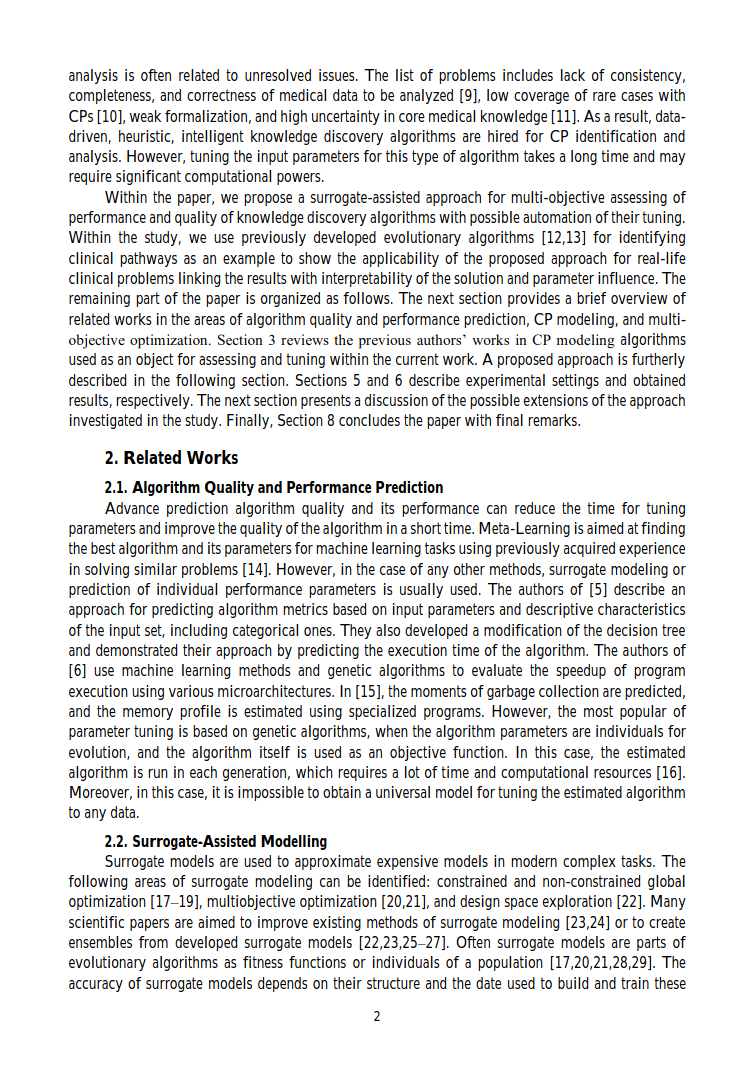 analysis is often related to unresolved issues. The list of problems includes lack of consistency,
completeness, and correctness of medical data to be analyzed [9], low coverage of rare cases with
CPs [10], weak formalization, and high uncertainty in core medical knowledge [11]. As a result, data-
driven, heuristic, intelligent knowledge discovery algorithms are hired for CP identification and
analysis. However, tuning the input parameters for this type of algorithm takes a long time and may
require significant computational powers.
Within the paper, we propose a surrogate-assisted approach for multi-objective assessing of
performance and quality of knowledge discovery algorithms with possible automation of their tuning.
Within the study, we use previously developed evolutionary algorithms [12,13] for identifying
clinical pathways as an example to show the applicability of the proposed approach for real-life
clinical problems linking the results with interpretability of the solution and parameter influence. The
remaining part of the paper is organized as follows. The next section provides a brief overview of
related works in the areas of algorithm quality and performance prediction, CP modeling, and multi-
objective optimization. Section 3 reviews the previous authors' works in CP modeling algorithms
used as an object for assessing and tuning within the current work. A proposed approach is furtherly
described in the following section. Sections 5 and 6 describe experimental settings and obtained
results, respectively. The next section presents a discussion of the possible extensions of the approach
investigated in the study. Finally, Section 8 concludes the paper with final remarks.
2. Related Works
2.1. Algorithm Quality and Performance Prediction
Advance prediction algorithm quality and its performance can reduce the time for tuning
parameters and improve the quality of the algorithm in a short time. Meta-Learning is aimed at finding
the best algorithm and its parameters for machine learning tasks using previously acquired experience
in solving similar problems [14]. However, in the case of any other methods, surrogate modeling or
prediction of individual performance parameters is usually used. The authors of [5] describe an
approach for predicting algorithm metrics based on input parameters and descriptive characteristics
of the input set, including categorical ones. They also developed a modification of the decision tree
and demonstrated their approach by predicting the execution time of the algorithm. The authors of
[6] use machine learning methods and genetic algorithms to evaluate the speedup of program
execution using various microarchitectures. In [15], the moments of garbage collection are predicted,
and the memory profile is estimated using specialized programs. However, the most popular of
parameter tuning is based on genetic algorithms, when the algorithm parameters are individuals for
evolution, and the algorithm itself is used as an objective function. In this case, the estimated
algorithm is run in each generation, which requires a lot of time and computational resources [16].
Moreover, in this case, it is impossible to obtain a universal model for tuning the estimated algorithm
to any data.
2.2. Surrogate-Assisted Modelling
Surrogate models are used to approximate expensive models in modern complex tasks. The
following areas of surrogate modeling can be identified: constrained and non-constrained global
optimization [17–19], multiobjective optimization [20,21], and design space exploration [22]. Many
scientific papers are aimed to improve existing methods of surrogate modeling [23,24] or to create
ensembles from developed surrogate models [22,23,25–27]. Often surrogate models are parts of
evolutionary algorithms as fitness functions or individuals of a population [17,20,21,28,29]. The
accuracy of surrogate models depends on their structure and the date used to build and train these
2